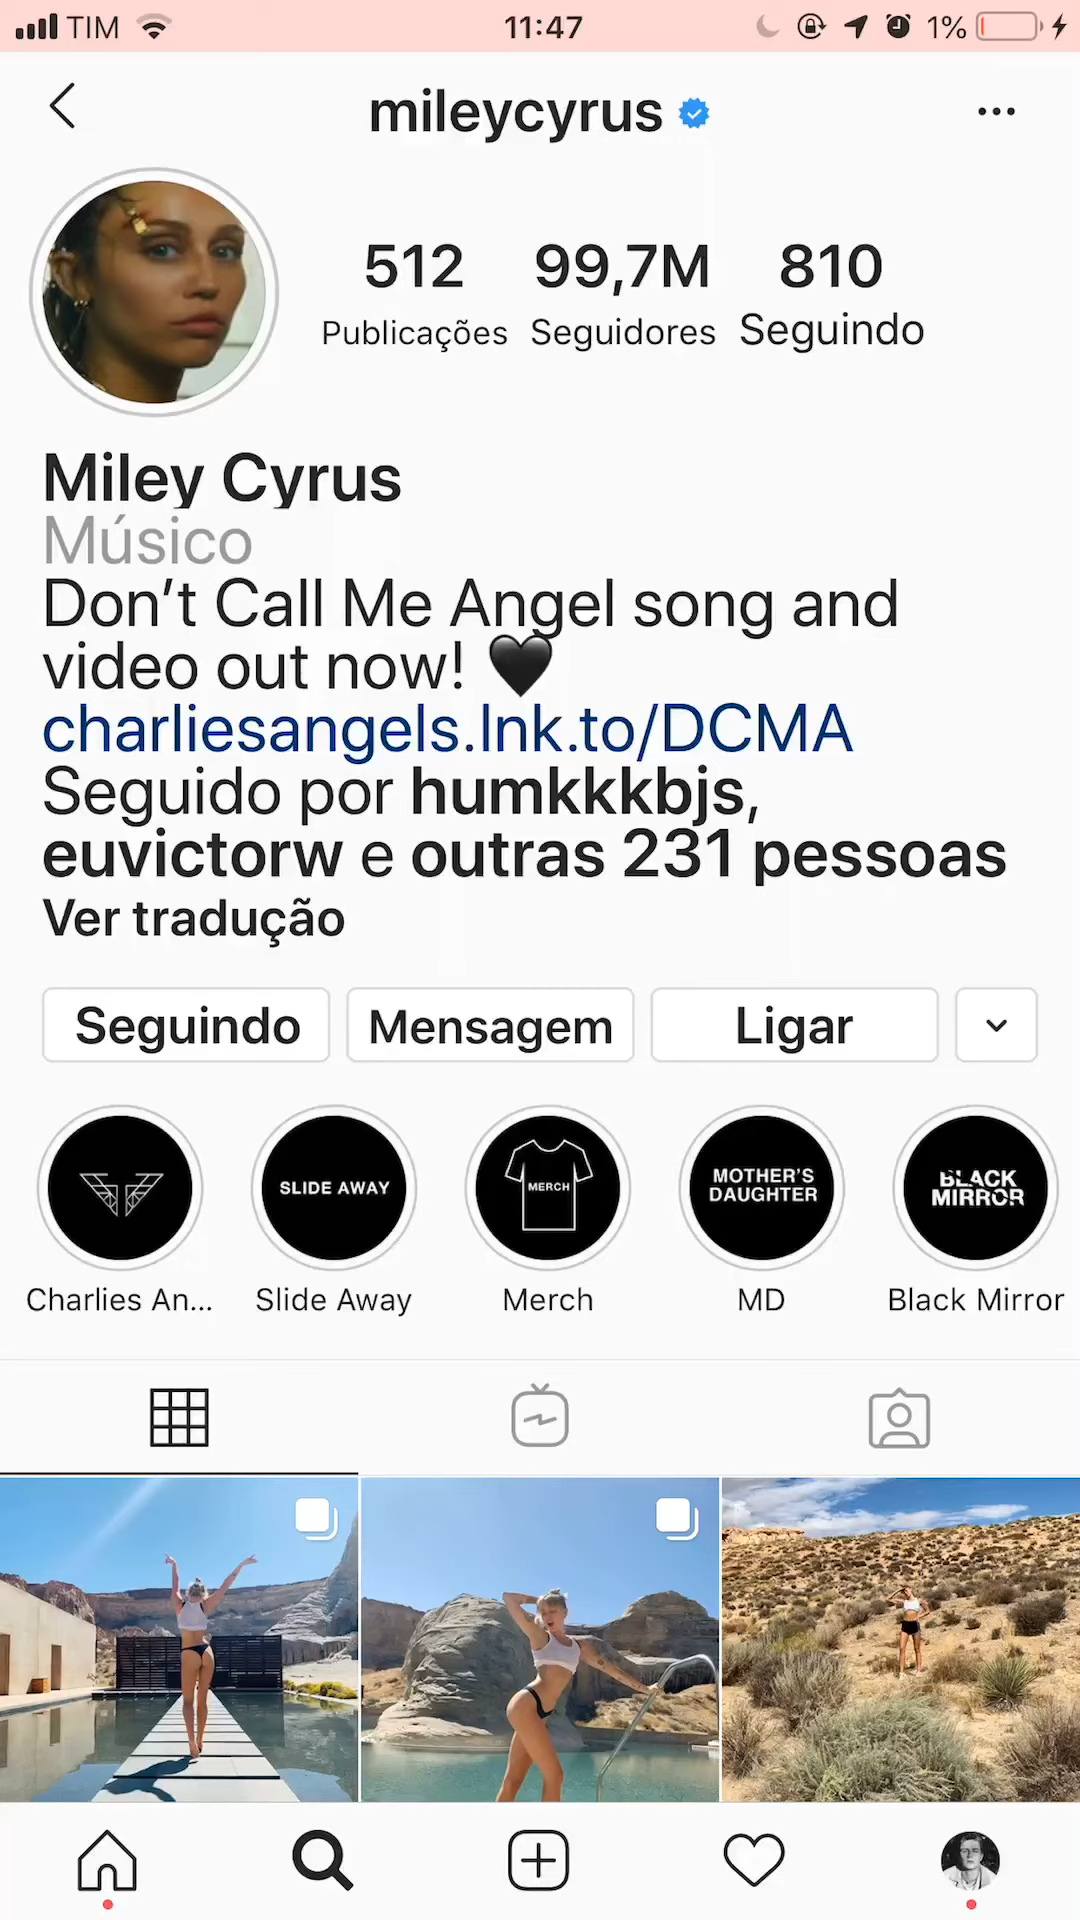 TIM 11:47 1%
mileycyrus
512 99,7M 810
Publicações Seguidores Seguindo
Miley Cyrus
Músico
Don’t Call Me Angel song and
video out now! 🖤
charliesangels.lnk.to/DCMA
Seguido por humkkkbjs,
euvictorw e outras 231 pessoas
Ver tradução
Seguindo Mensagem Ligar
SLIDE AWAY
MERCH
MOTHER'S
DAUGHTER
BLACK
MIRROR
Charlies An... Slide Away Merch MD Black Mirror